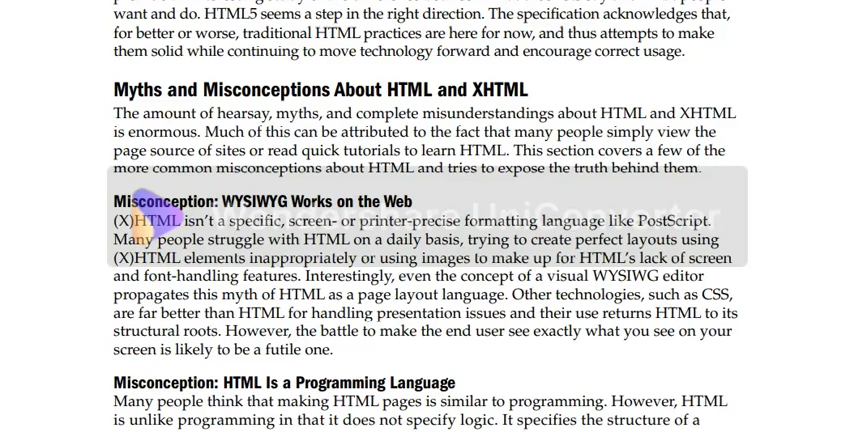 want and do. HTML5 seems a step in the right direction. The specification acknowledges that,
for better or worse, traditional HTML practices are here for now, and thus attempts to make
them solid while continuing to move technology forward and encourage correct usage.
Myths and Misconceptions About HTML and XHTML
The amount of hearsay, myths, and complete misunderstandings about HTML and XHTML
is enormous. Much of this can be attributed to the fact that many people simply view the
page source of sites or read quick tutorials to learn HTML. This section covers a few of the
more common misconceptions about HTML and tries to expose the truth behind them.
Misconception: WYSIWYG Works on the Web
(X)HTML isn't a specific, screen- or printer-precise formatting language like PostScript.
Wondershare UniConverter
Many people struggle with HTML on a daily basis, trying to create perfect layouts using
(X)HTML elements inappropriately or using images to make up for HTML's lack of screen
and font-handling features. Interestingly, even the concept of a visual WYSIWG editor
propagates this myth of HTML as a page layout language. Other technologies, such as CSS,
are far better than HTML for handling presentation issues and their use returns HTML to its
structural roots. However, the battle to make the end user see exactly what you see on your
screen is likely to be a futile one.
Misconception: HTML Is a Programming Language
Many people think that making HTML pages is similar to programming. However, HTML
is unlike programming in that it does not specify logic. It specifies the structure of a